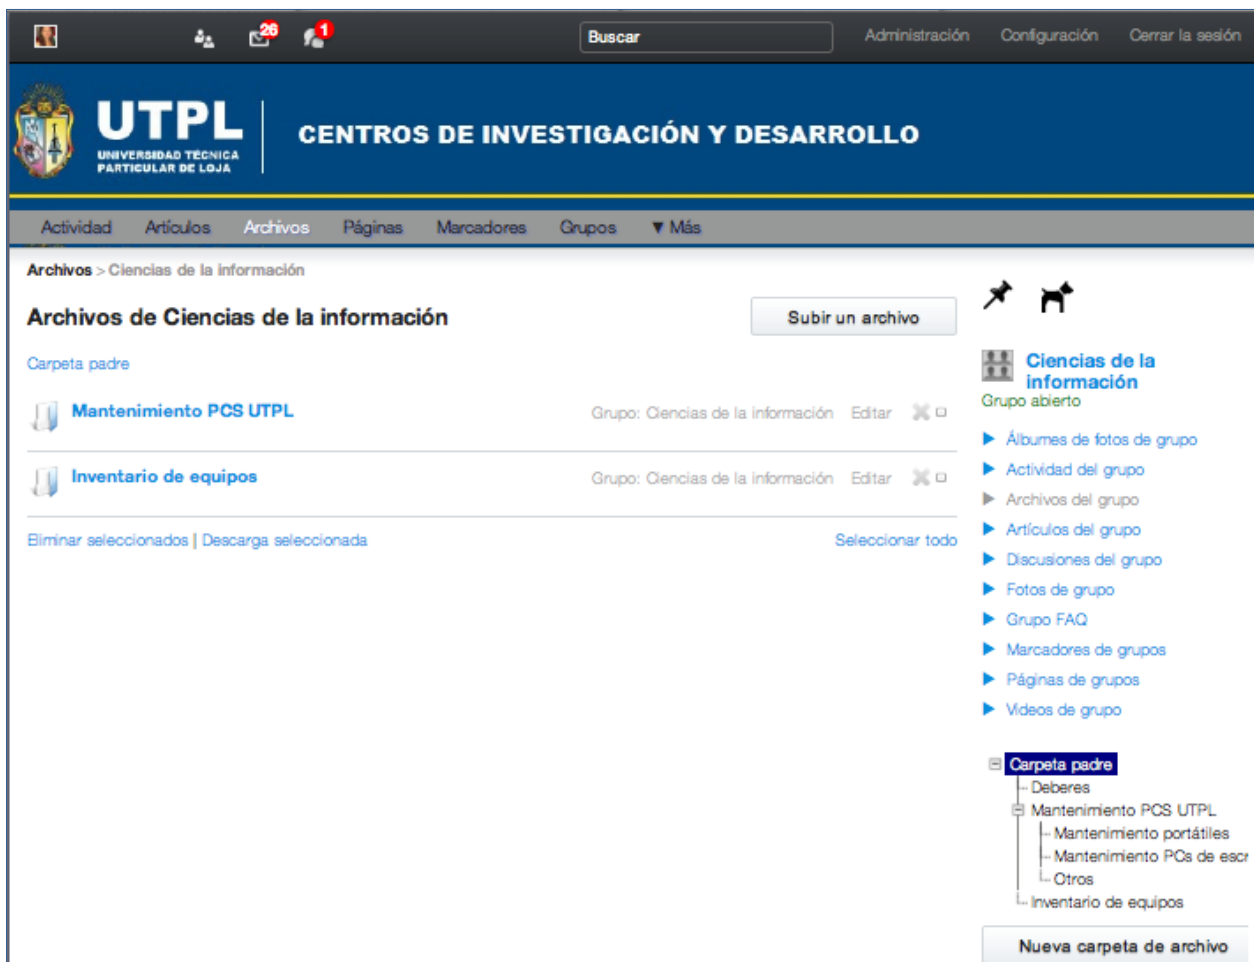 26
1
Buscar
Administración
Configuración
Cerrar la sesión
UTPL
UNIVERSIDAD TÉCNICA
PARTICULAR DE LOJA
CENTROS DE INVESTIGACIÓN Y DESARROLLO
Actividad Artículos Archivos Páginas Marcadores Grupos ▼ Más
Archivos > Ciencias de la información
Archivos de Ciencias de la información
Subir un archivo
Carpeta padre
Mantenimiento PCS UTPL Grupo: Ciencias de la información Editar
Inventario de equipos Grupo: Ciencias de la información Editar
Eliminar seleccionados | Descarga seleccionada Seleccionar todo
Ciencias de la
información
Grupo abierto
Álbumes de fotos de grupo
Actividad del grupo
Archivos del grupo
Artículos del grupo
Discusiones del grupo
Fotos de grupo
Grupo FAQ
Marcadores de grupos
Páginas de grupos
Videos de grupo
Carpeta padre
Deberes
Mantenimiento PCS UTPL
Mantenimiento portátiles
Mantenimiento PCs de escr
Otros
Inventario de equipos
Nueva carpeta de archivo